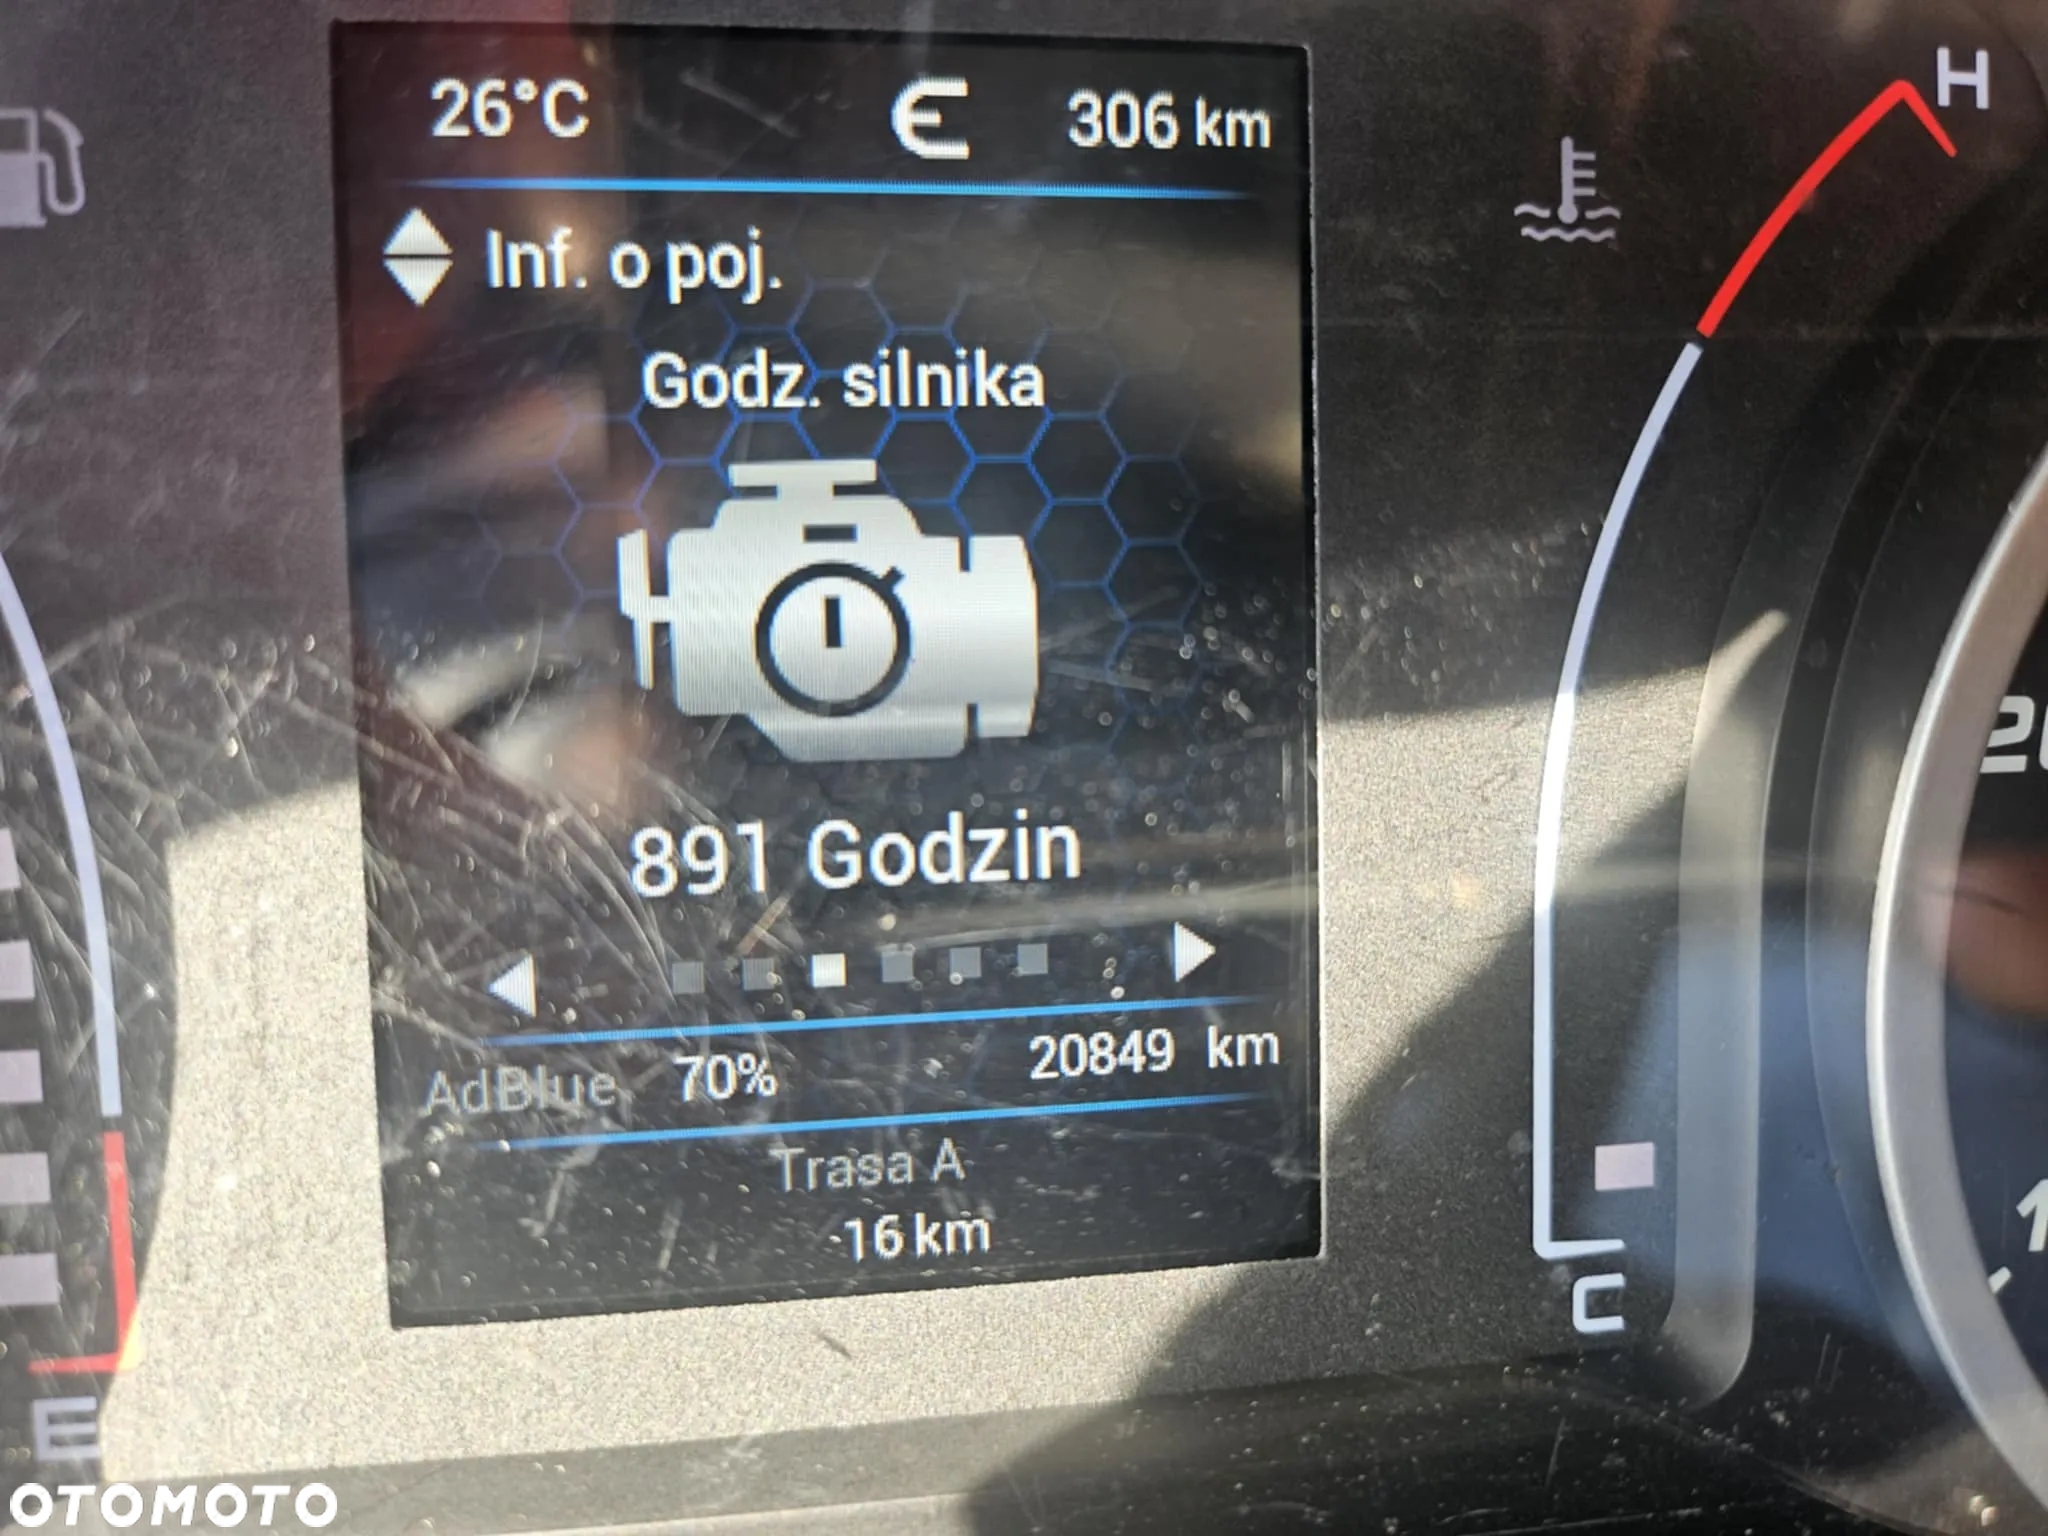 26°C 306 km
Inf. o poj.
Godz. silnika
891 Godzin
AdBlue 70% 20849 km
Trasa A
16 km
H
C
E
OTOMOTO